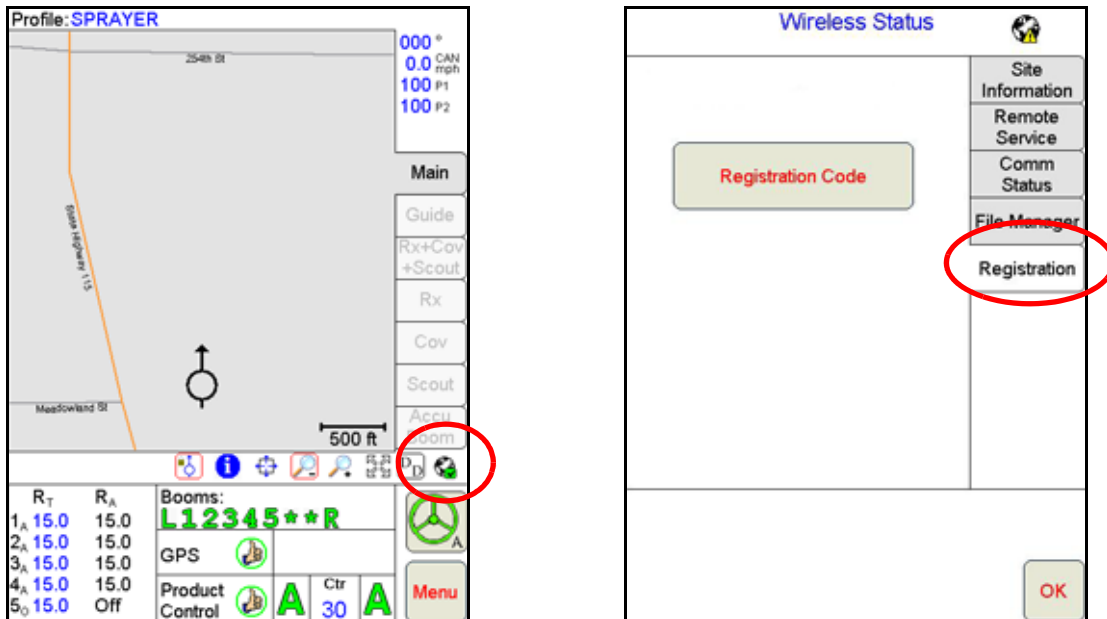 Profile: SPRAYER
254th St
000 °
0.0 CAN mph
100 P1
100 P2
Main
Guide
Rx+Cov
+Scout
Rx
Cov
Scout
Accu
Boom
State Highway 115
Meadowland St
500 ft
i
DD
RT RA
1A 15.0 15.0
2A 15.0 15.0
3A 15.0 15.0
4A 15.0 15.0
5O 15.0 Off
Booms:
L12345**R
GPS
Product
Control
A
Ctr
30
A
A
Menu
Wireless Status
Site
Information
Remote
Service
Comm
Status
File Manager
Registration
Registration Code
OK